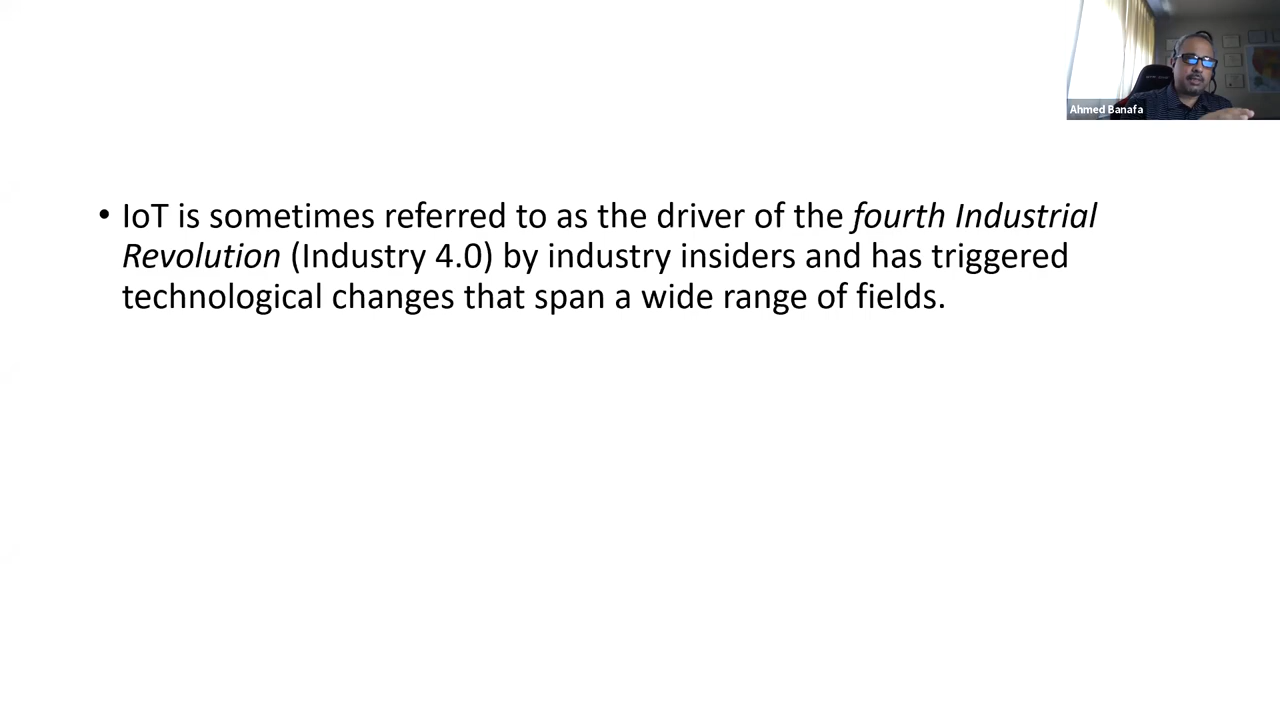 Ahmed Banafa
• IoT is sometimes referred to as the driver of the fourth Industrial
Revolution (Industry 4.0) by industry insiders and has triggered
technological changes that span a wide range of fields.